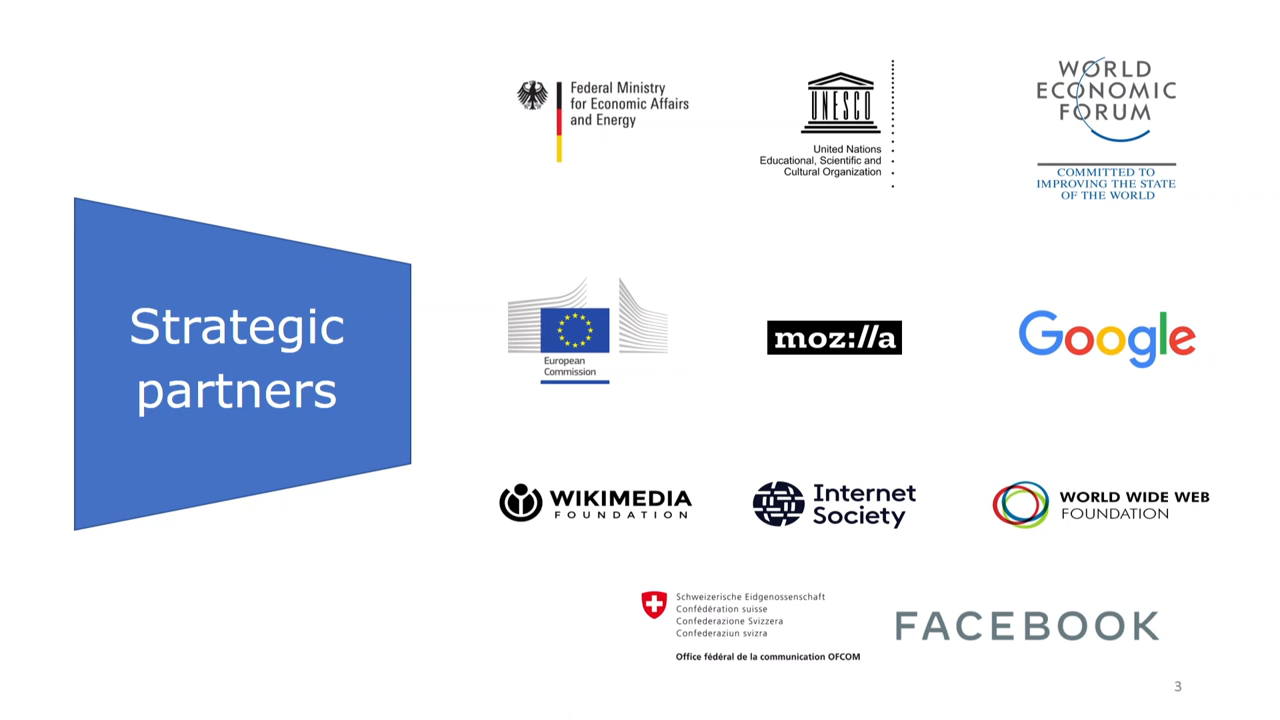 Strategic
partners
Federal Ministry
for Economic Affairs
and Energy
UNESCO
United Nations
Educational, Scientific and
Cultural Organization
WORLD
ECONOMIC
FORUM
COMMITTED TO
IMPROVING THE STATE
OF THE WORLD
European
Commission
moz://a
Google
WIKIMEDIA
FOUNDATION
Internet
Society
WORLD WIDE WEB
FOUNDATION
Schweizerische Eidgenossenschaft
Confédération suisse
Confederazione Svizzera
Confederaziun svizra
Office fédéral de la communication OFCOM
FACEBOOK
3